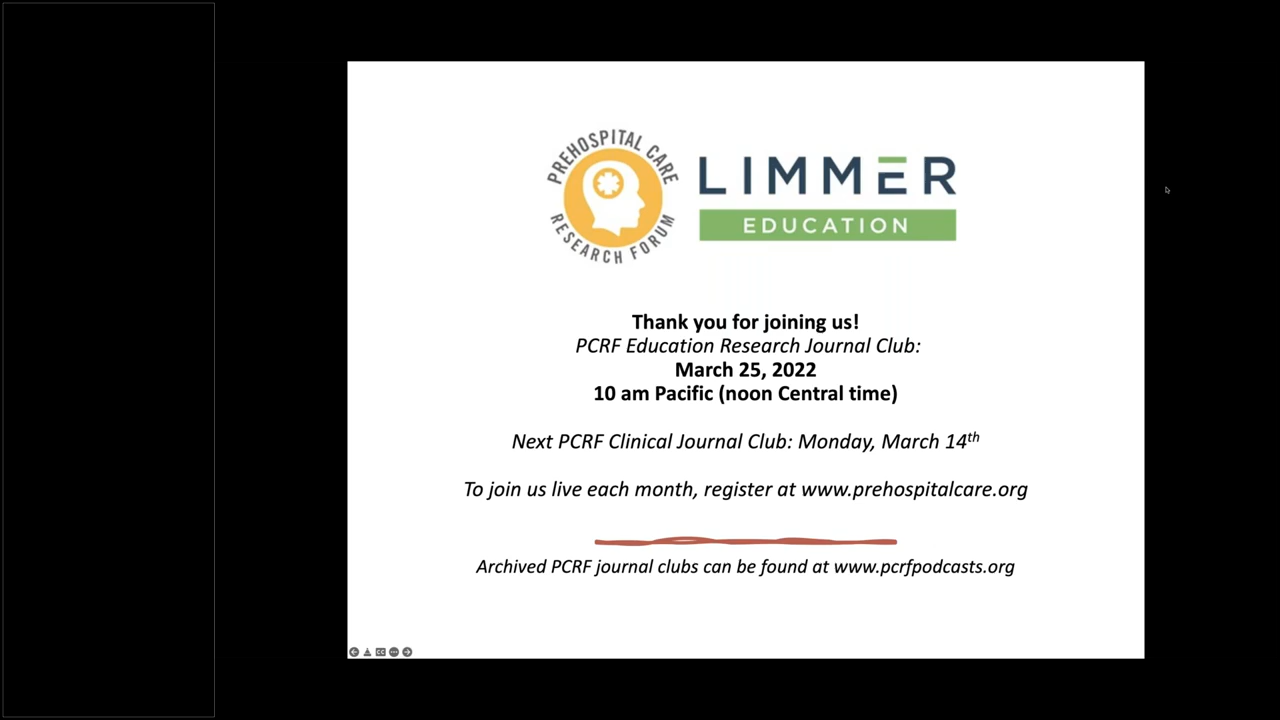 PREHOSPITAL CARE
RESEARCH FORUM
LIMMER
EDUCATION
Thank you for joining us!
PCRF Education Research Journal Club:
March 25, 2022
10 am Pacific (noon Central time)
Next PCRF Clinical Journal Club: Monday, March 14th
To join us live each month, register at www.prehospitalcare.org
Archived PCRF journal clubs can be found at www.pcrfpodcasts.org